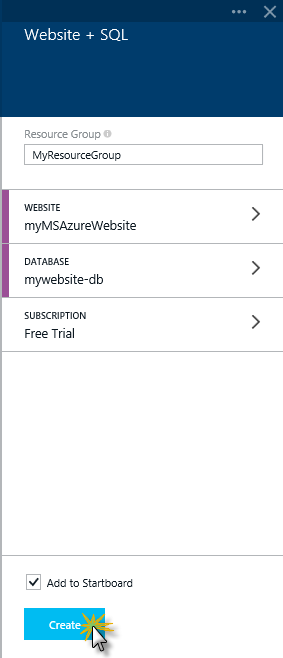 Website + SQL
Resource Group
MyResourceGroup
WEBSITE
myMSAzureWebsite
DATABASE
mywebsite-db
SUBSCRIPTION
Free Trial
Add to Startboard
Create